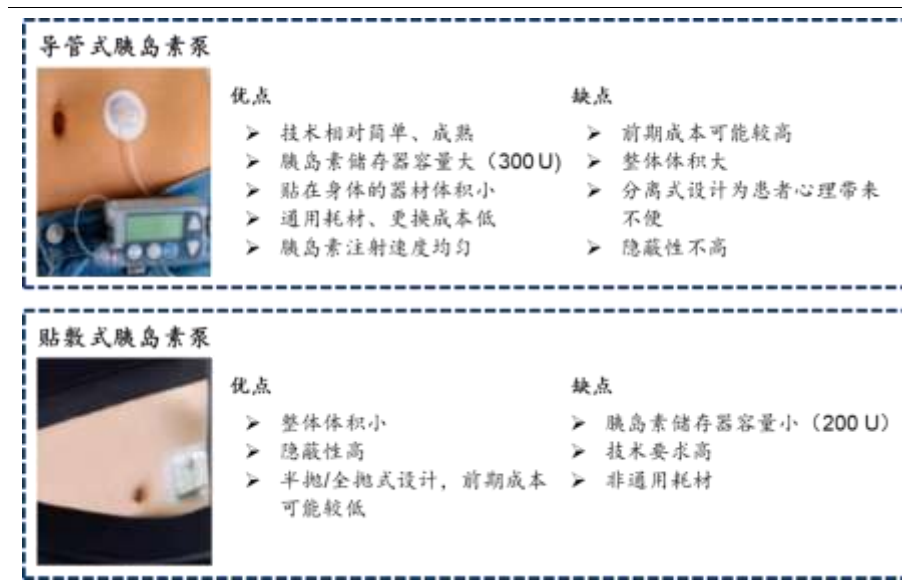 导管式胰岛素泵
优点
➢ 技术相对简单、成熟
➢ 胰岛素储存器容量大（300 U)
➢ 贴在身体的器材体积小
➢ 通用耗材、更换成本低
➢ 胰岛素注射速度均匀
缺点
➢ 前期成本可能较高
➢ 整体体积大
➢ 分离式设计为患者心理带来
不便
➢ 隐蔽性不高
贴敷式胰岛素泵
优点
➢ 整体体积小
➢ 隐蔽性高
➢ 半抛/全抛式设计，前期成本
可能较低
缺点
➢ 胰岛素储存器容量小（200 U）
➢ 技术要求高
➢ 非通用耗材